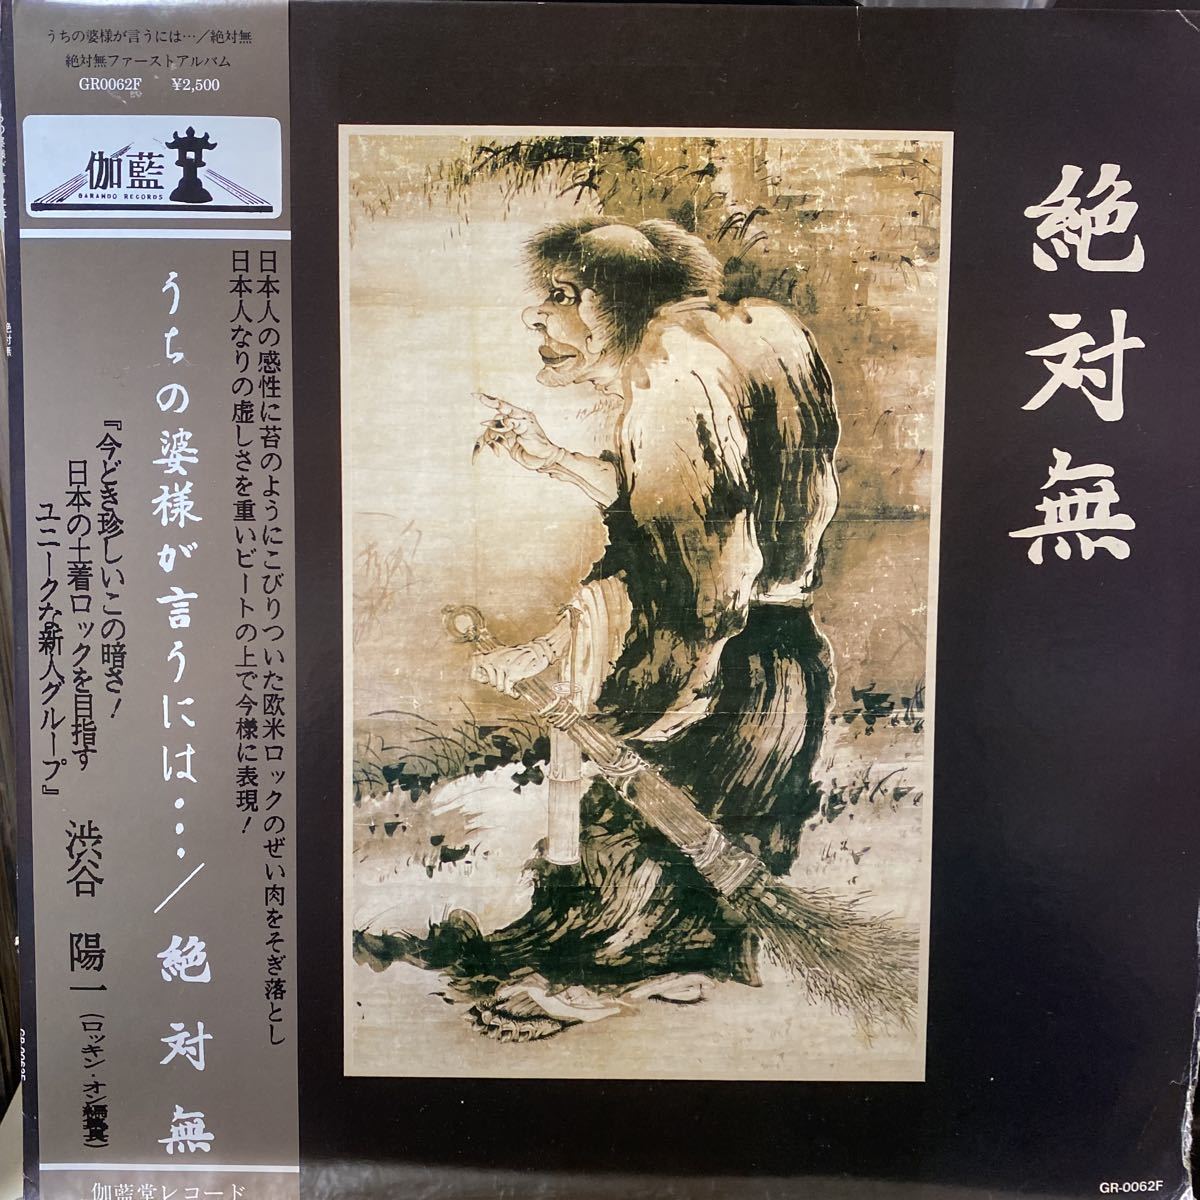 うちの婆様が言うには…／絶対無
絶対無ファーストアルバム
GR0062F ¥2,500
伽藍
GARANDO RECORDS
日本人の感性に苔のようにこびりついた欧米ロックのぜい肉をそぎ落とし
日本人なりの虚しさを重いビートの上で今様に表現！
うちの婆様が言うには・・・／絶対無
『今どき珍しいこの暗さ！
日本の土着ロックを目指す
ユニークな新人グループ』
渋谷 陽一（ロッキン・オン編集長）
伽藍堂レコード
絶対無
GR-0062F
絶対無
GR-0062F